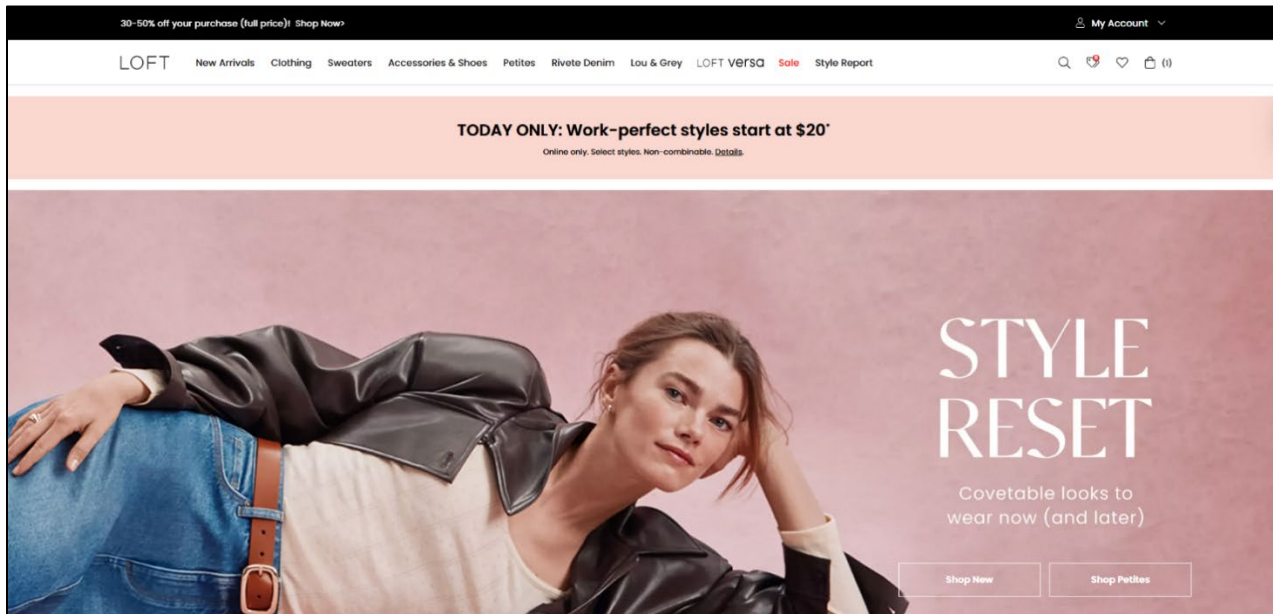 30-50% off your purchase (full price)! Shop Now>
My Account
LOFT New Arrivals Clothing Sweaters Accessories & Shoes Petites Rivete Denim Lou & Grey LOFT versa Sale Style Report
(1)
TODAY ONLY: Work-perfect styles start at $20*
Online only. Select styles. Non-combinable. Details.
STYLE
RESET
Covetable looks to
wear now (and later)
Shop New
Shop Petites